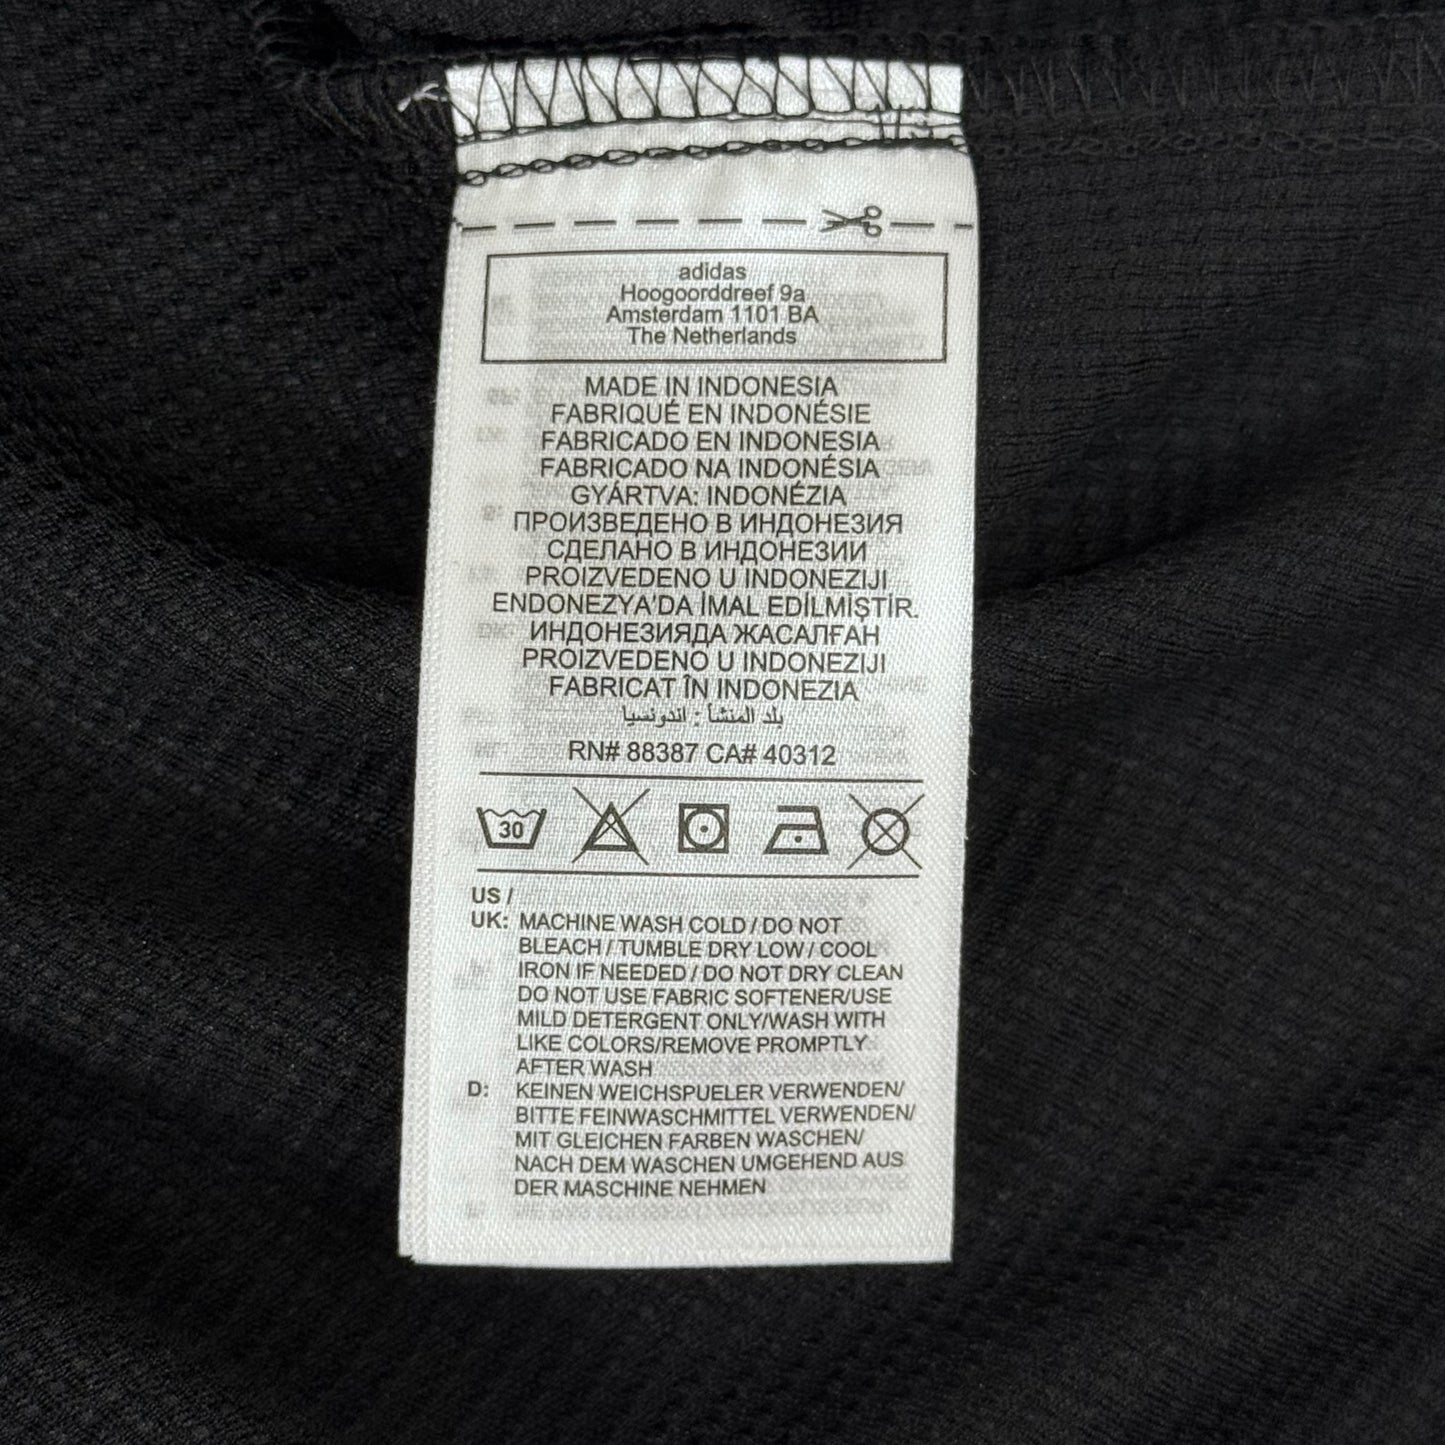 adidas
Hoogoorddreef 9a
Amsterdam 1101 BA
The Netherlands
MADE IN INDONESIA
FABRIQUÉ EN INDONÉSIE
FABRICADO EN INDONESIA
FABRICADO NA INDONÉSIA
GYÁRTVA: INDONÉZIA
ПРОИЗВЕДЕНО В ИНДОНЕЗИЯ
СДЕЛАНО В ИНДОНЕЗИИ
PROIZVEDENO U INDONEZIJI
ENDONEZYA'DA İMAL EDİLMİŞTİR.
ИНДОНЕЗИЯДА ЖАСАЛҒАН
PROIZVEDENO U INDONEZIJI
FABRICAT ÎN INDONEZIA
بلد المنشأ : اندونسيا
RN# 88387 CA# 40312
30
US /
UK: MACHINE WASH COLD / DO NOT
BLEACH / TUMBLE DRY LOW / COOL
IRON IF NEEDED / DO NOT DRY CLEAN
DO NOT USE FABRIC SOFTENER/USE
MILD DETERGENT ONLY/WASH WITH
LIKE COLORS/REMOVE PROMPTLY
AFTER WASH
D: KEINEN WEICHSPUELER VERWENDEN/
BITTE FEINWASCHMITTEL VERWENDEN/
MIT GLEICHEN FARBEN WASCHEN/
NACH DEM WASCHEN UMGEHEND AUS
DER MASCHINE NEHMEN